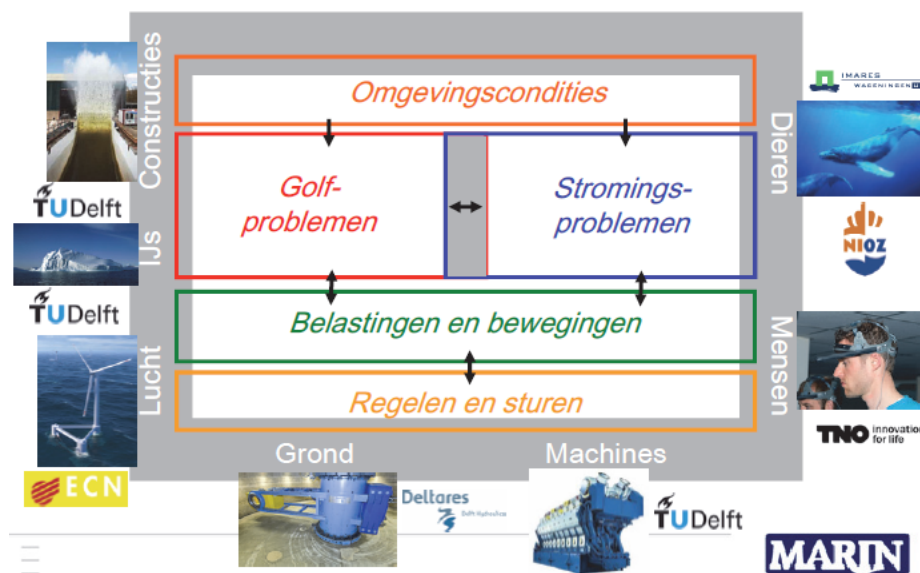 Constructies
Omgevingscondities
IMARES
WAGENINGEN UR
Dieren
Golf-
problemen
Stromings-
problemen
TUDelft
NIOZ
IJs
TUDelft
Belastingen en bewegingen
Mensen
Lucht
Regelen en sturen
TNO innovation
for life
Grond
Machines
ECN
Deltares
Delft Hydraulics
TUDelft
MARIN